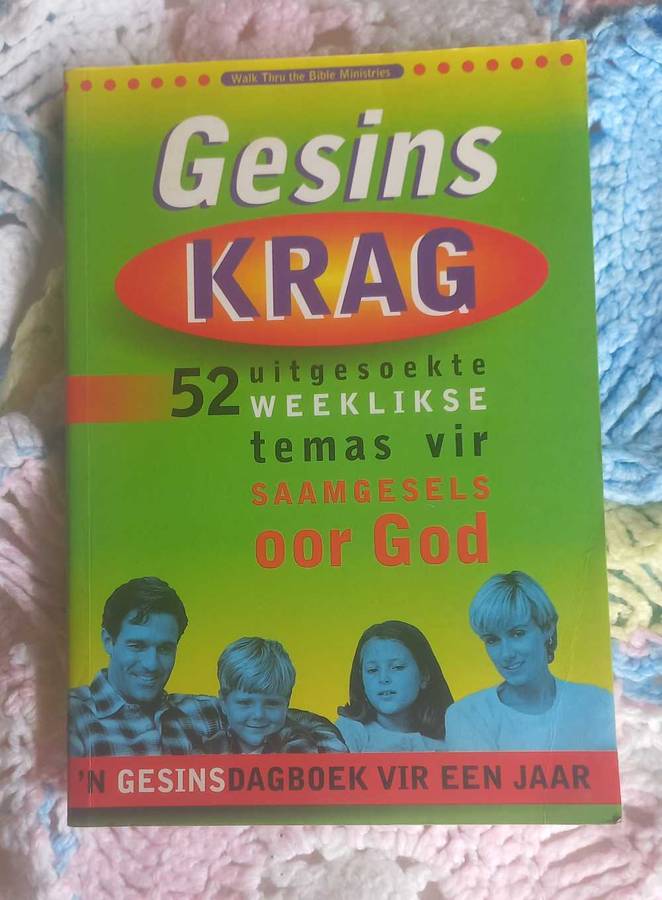 Walk Thru the Bible Ministries
Gesins
KRAG
52 uitgesoekte
WEEKLIKSE
temas vir
SAAMGESELS
oor God
'N GESINSDAGBOEK VIR EEN JAAR